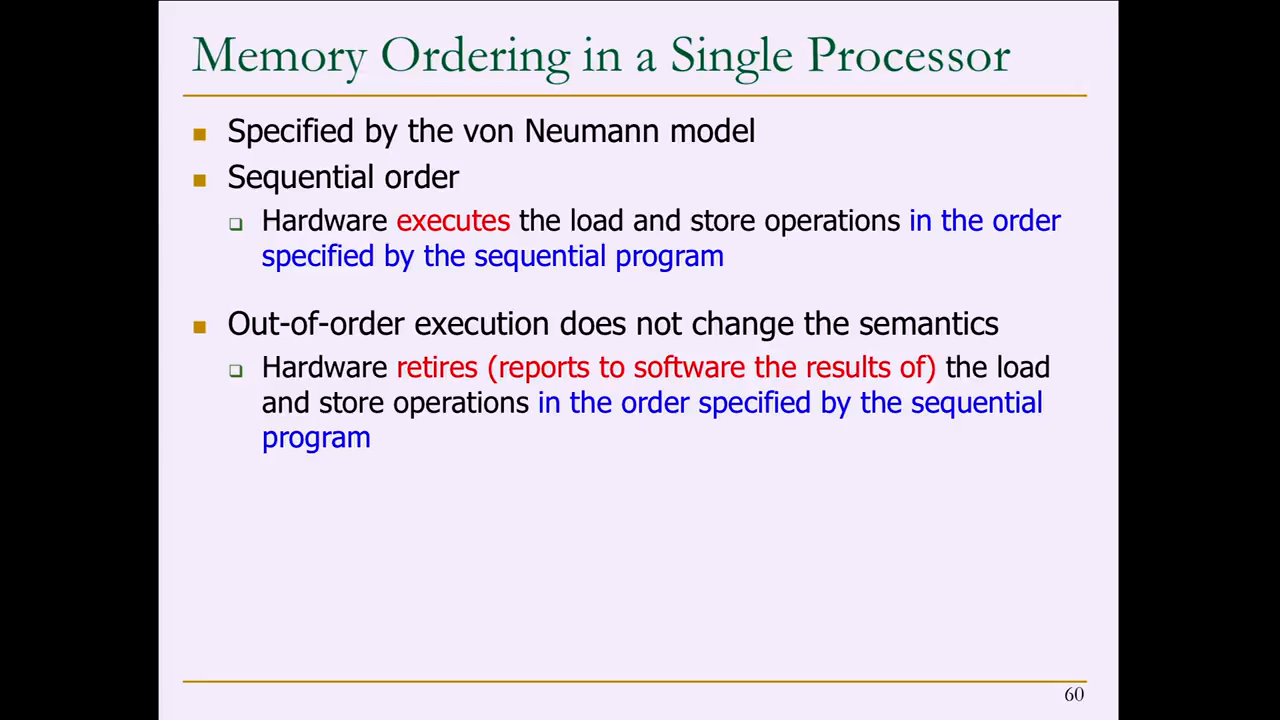 Memory Ordering in a Single Processor
Specified by the von Neumann model
Sequential order
Hardware executes the load and store operations in the order
specified by the sequential program
Out-of-order execution does not change the semantics
Hardware retires (reports to software the results of) the load
and store operations in the order specified by the sequential
program
60